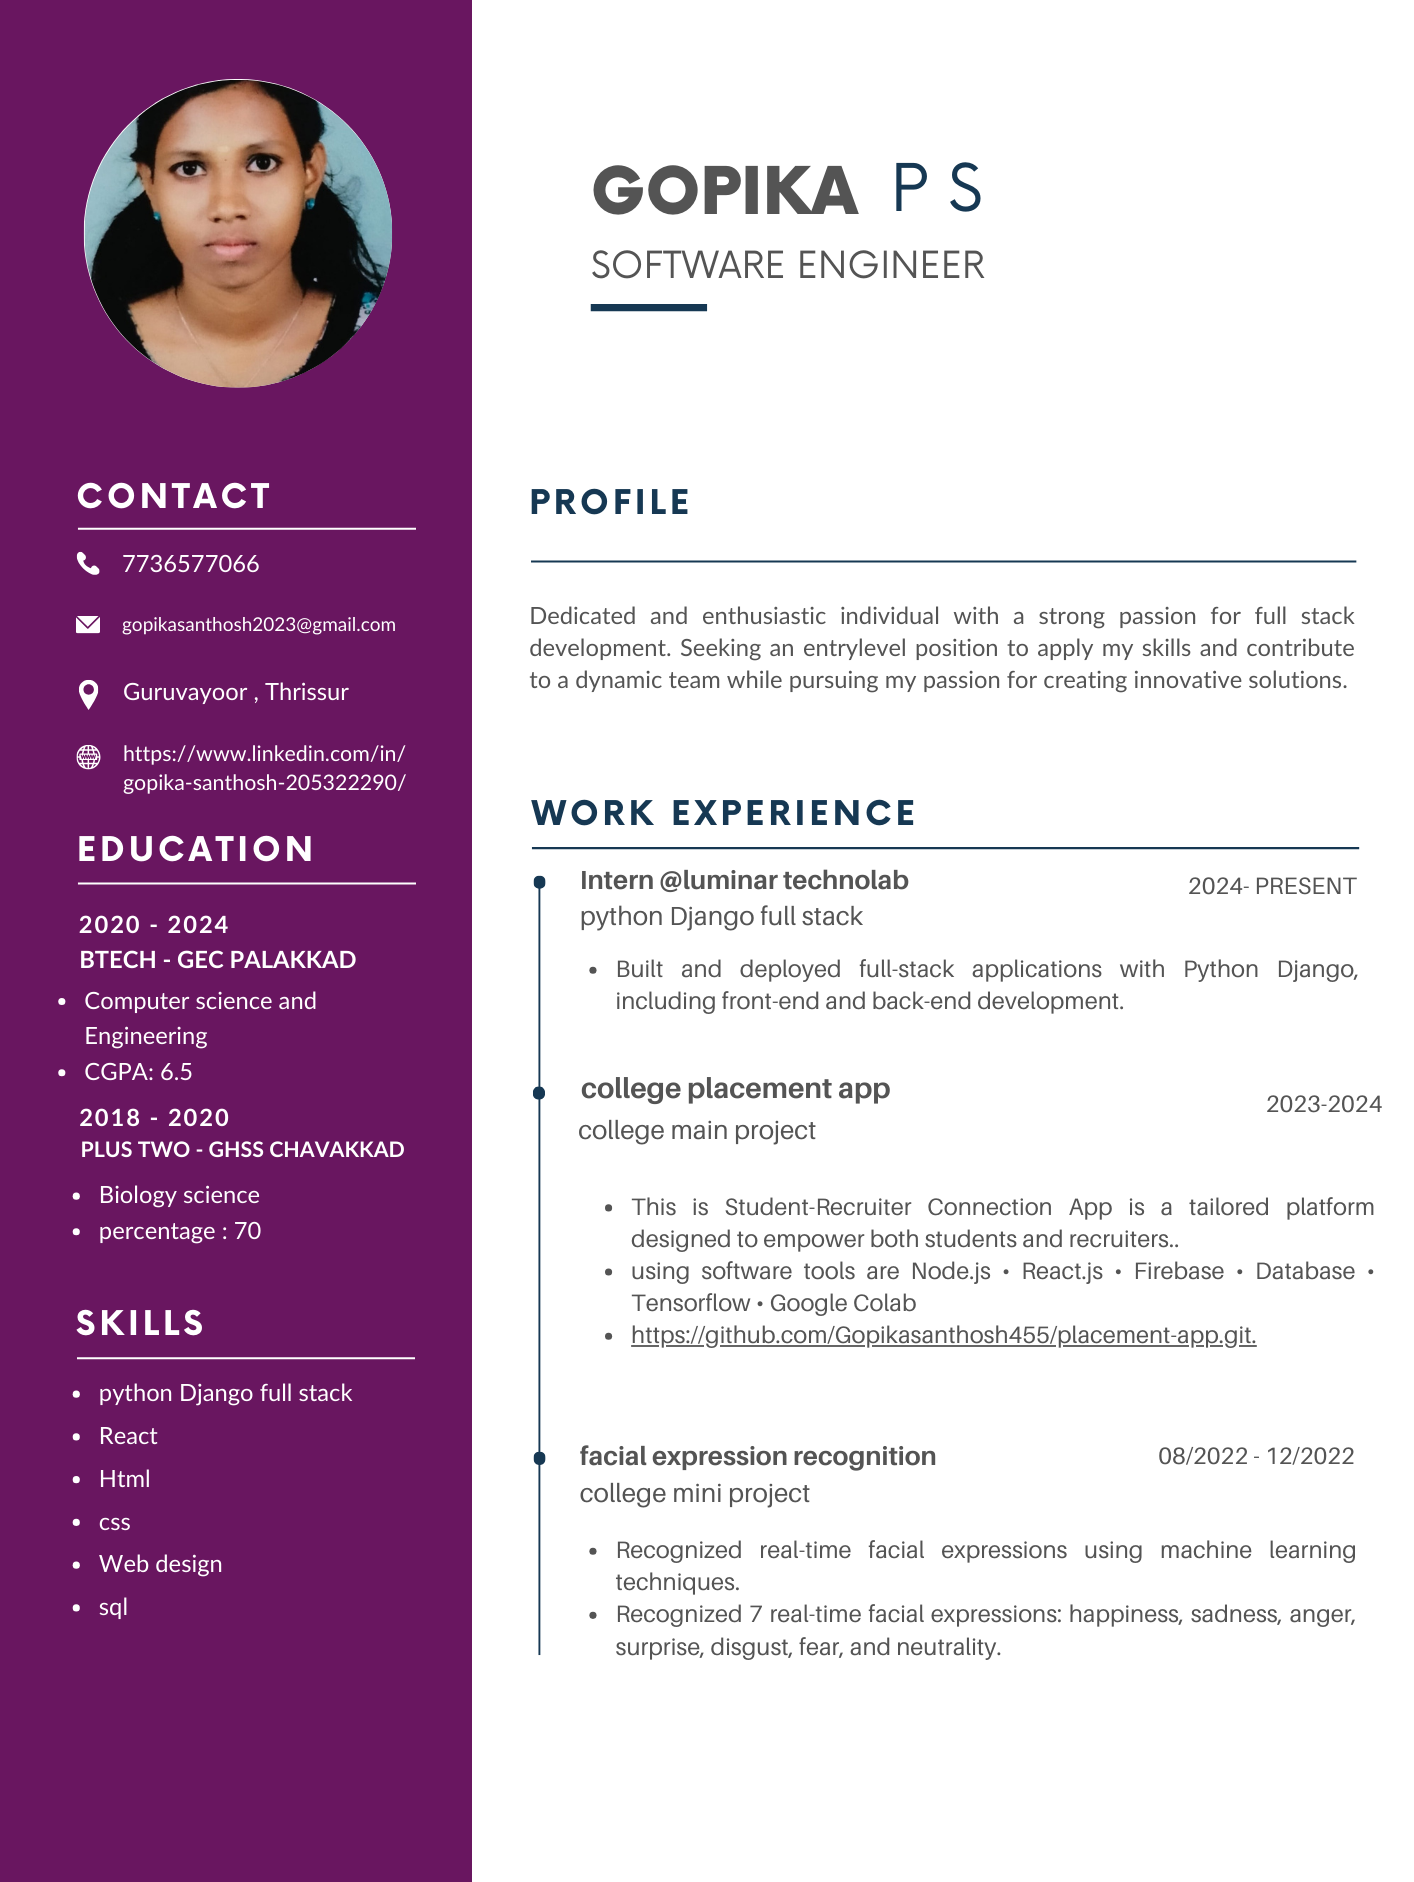 GOPIKA P S
SOFTWARE ENGINEER
CONTACT
7736577066
gopikasanthosh2023@gmail.com
Guruvayoor , Thrissur
https://www.linkedin.com/in/
gopika-santhosh-205322290/
EDUCATION
2020 - 2024
BTECH - GEC PALAKKAD
• Computer science and
Engineering
• CGPA: 6.5
2018 - 2020
PLUS TWO - GHSS CHAVAKKAD
• Biology science
• percentage : 70
SKILLS
• python Django full stack
• React
• Html
• css
• Web design
• sql
PROFILE
Dedicated and enthusiastic individual with a strong passion for full stack
development. Seeking an entrylevel position to apply my skills and contribute
to a dynamic team while pursuing my passion for creating innovative solutions.
WORK EXPERIENCE
Intern @luminar technolab
2024- PRESENT
python Django full stack
• Built and deployed full-stack applications with Python Django,
including front-end and back-end development.
college placement app
2023-2024
college main project
• This is Student-Recruiter Connection App is a tailored platform
designed to empower both students and recruiters..
• using software tools are Node.js • React.js • Firebase • Database •
Tensorflow • Google Colab
• https://github.com/Gopikasanthosh455/placement-app.git.
facial expression recognition
08/2022 - 12/2022
college mini project
• Recognized real-time facial expressions using machine learning
techniques.
• Recognized 7 real-time facial expressions: happiness, sadness, anger,
surprise, disgust, fear, and neutrality.